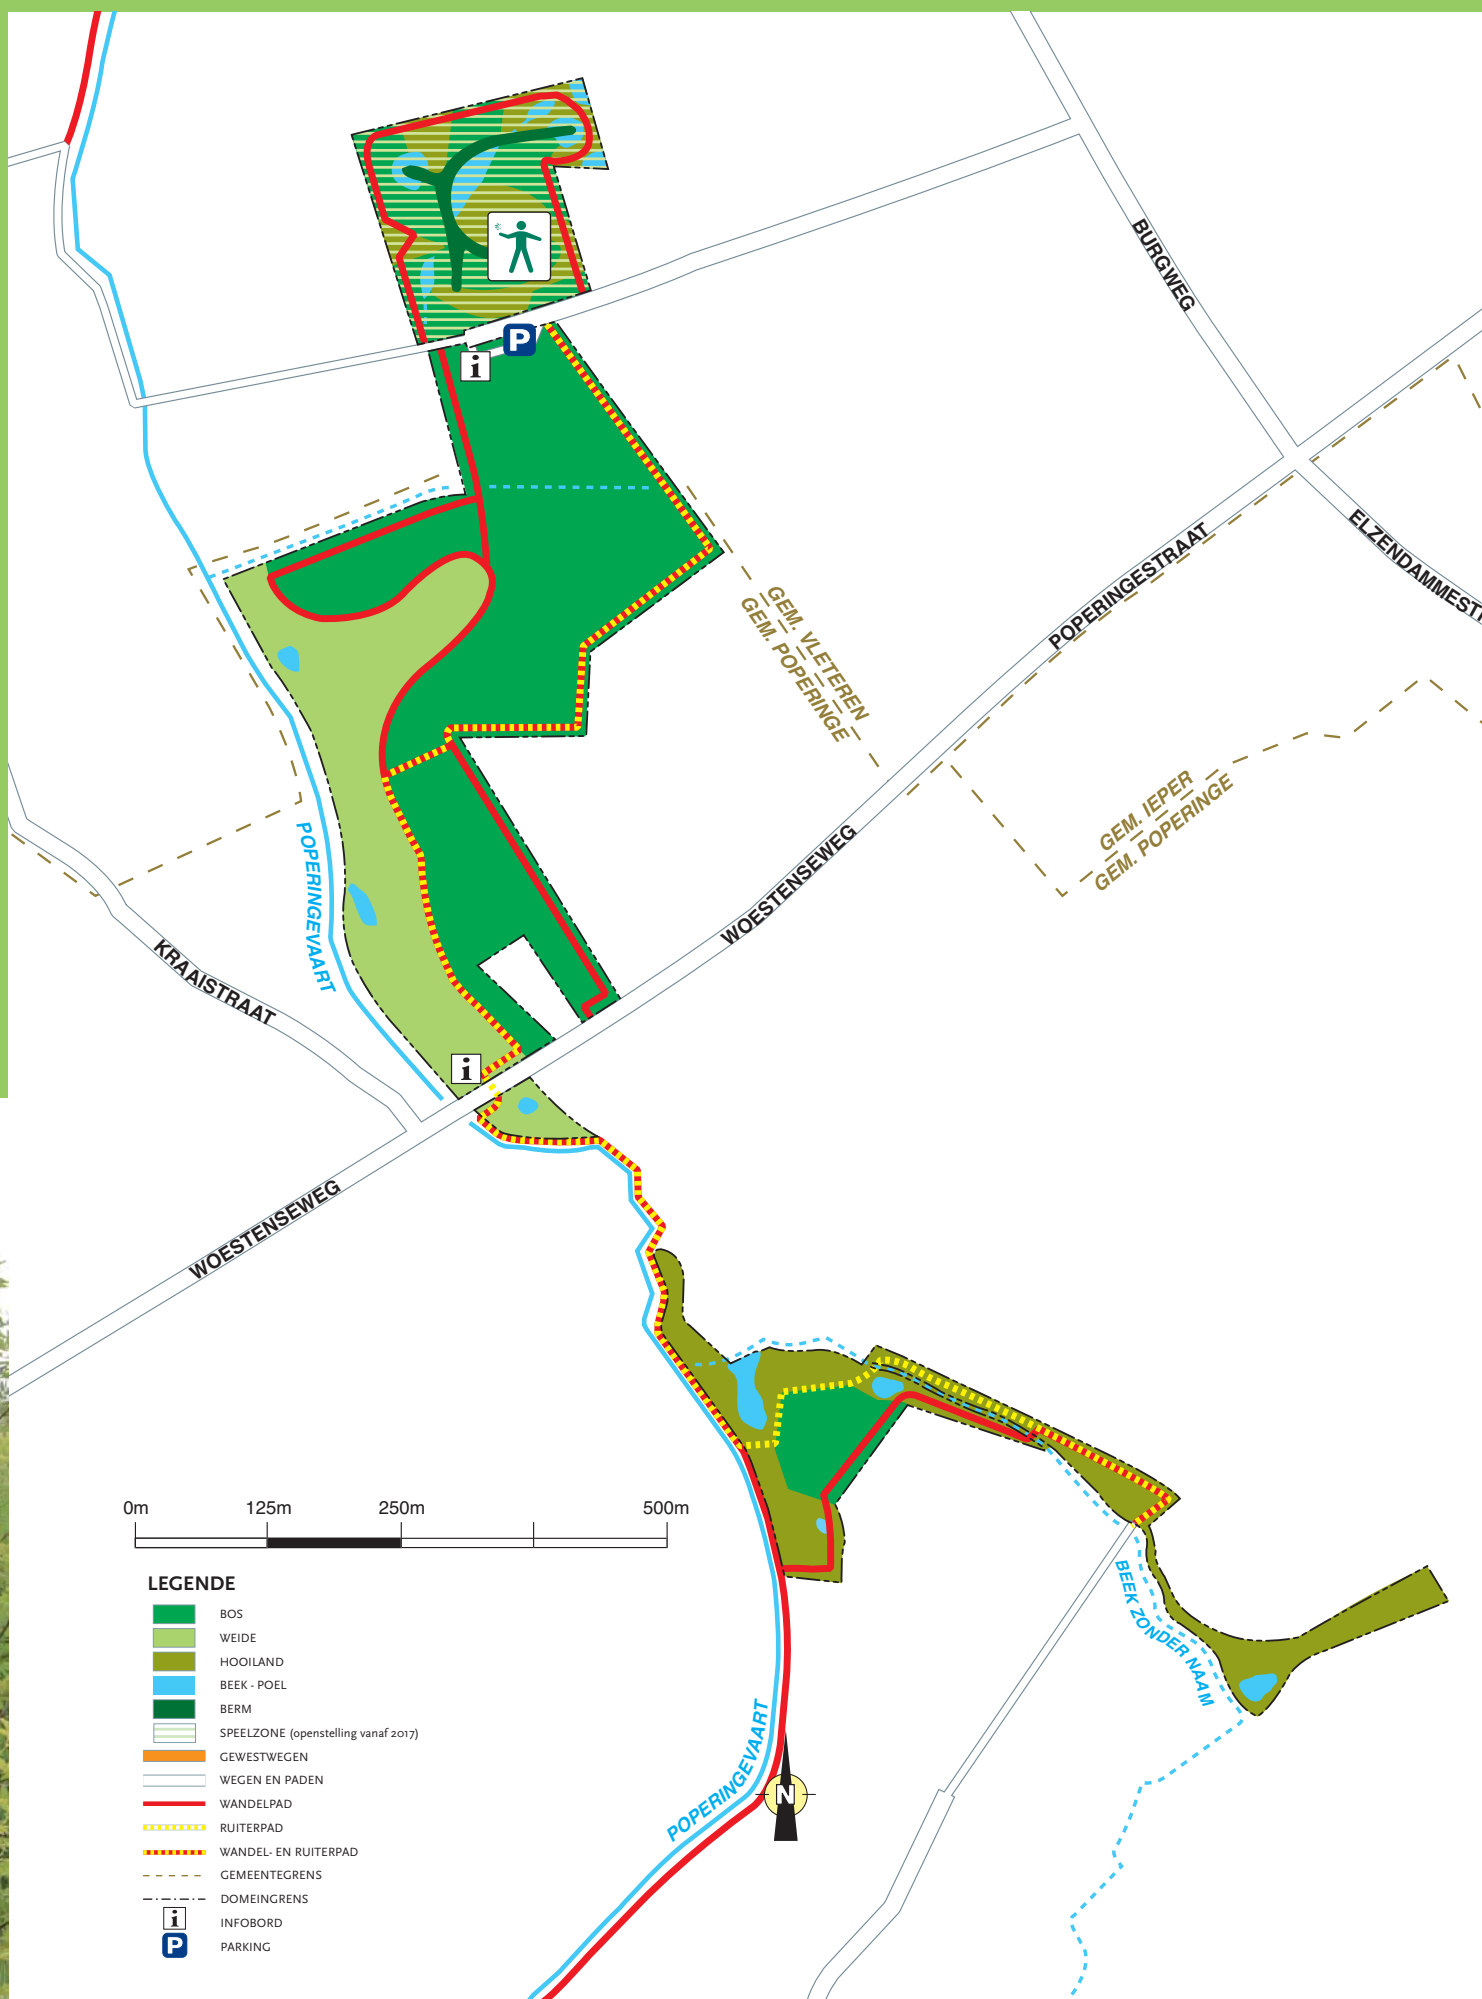 BURGWEG
P
i
ELZENDAMMEST
POPERINGESTRAAT
GEM. VLETEREN
GEM. POPERINGE
GEM. IEPER
GEM. POPERINGE
WOESTENSEWEG
POPERINGEVAART
KRAAISTRAAT
i
WOESTENSEWEG
0m 125m 250m 500m
BEEK ZONDER NAAM
POPERINGEVAART
N
LEGENDE
BOS
WEIDE
HOOILAND
BEEK - POEL
BERM
SPEELZONE (openstelling vanaf 2017)
GEWESTWEGEN
WEGEN EN PADEN
WANDELPAD
RUITERPAD
WANDEL- EN RUITERPAD
GEMEENTEGRENS
DOMEINGRENS
i INFOBORD
P PARKING